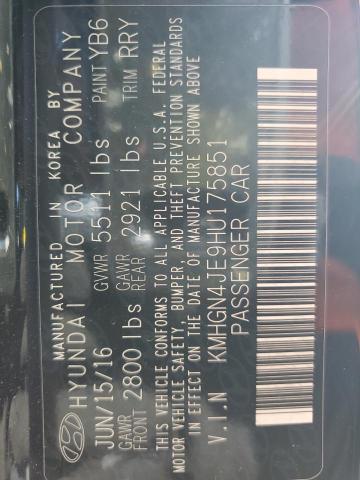 MANUFACTURED IN KOREA BY
HYUNDAI MOTOR COMPANY
JUN/15/16 GVWR 5511 lbs PAINT YB6
GAWR FRONT 2800 lbs GAWR REAR 2921 lbs TRIM RRY
THIS VEHICLE CONFORMS TO ALL APPLICABLE U.S.A. FEDERAL
MOTOR VEHICLE SAFETY, BUMPER, AND THEFT PREVENTION STANDARDS
IN EFFECT ON THE DATE OF MANUFACTURE SHOWN ABOVE
V.I.N KMHGN4JE9HU175851
PASSENGER CAR